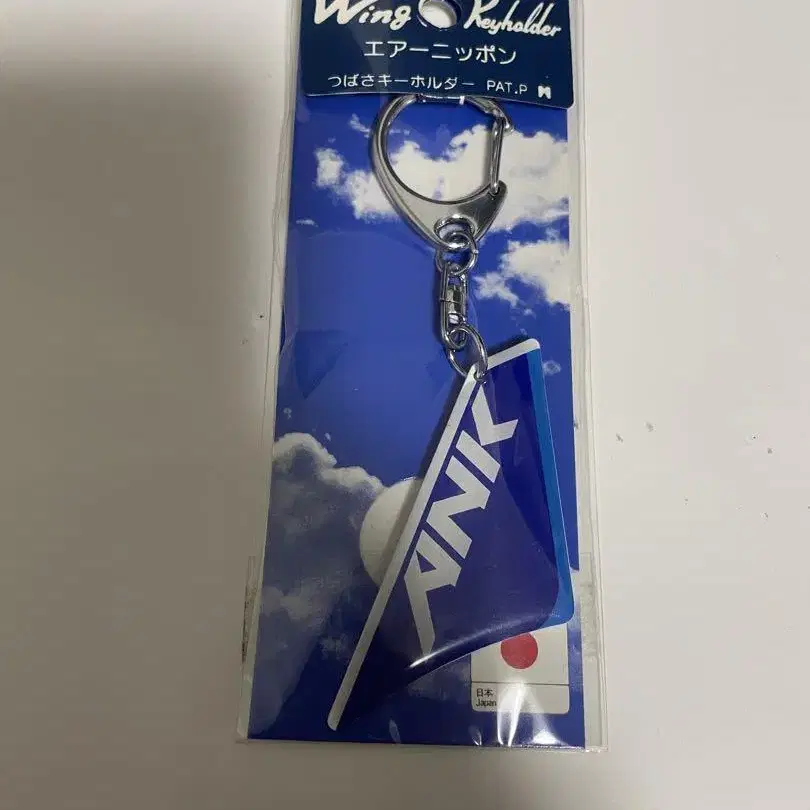 Wing Keyholder
エアーニッポン
つばさキーホルダー PAT.P
ANK
日本
Japan